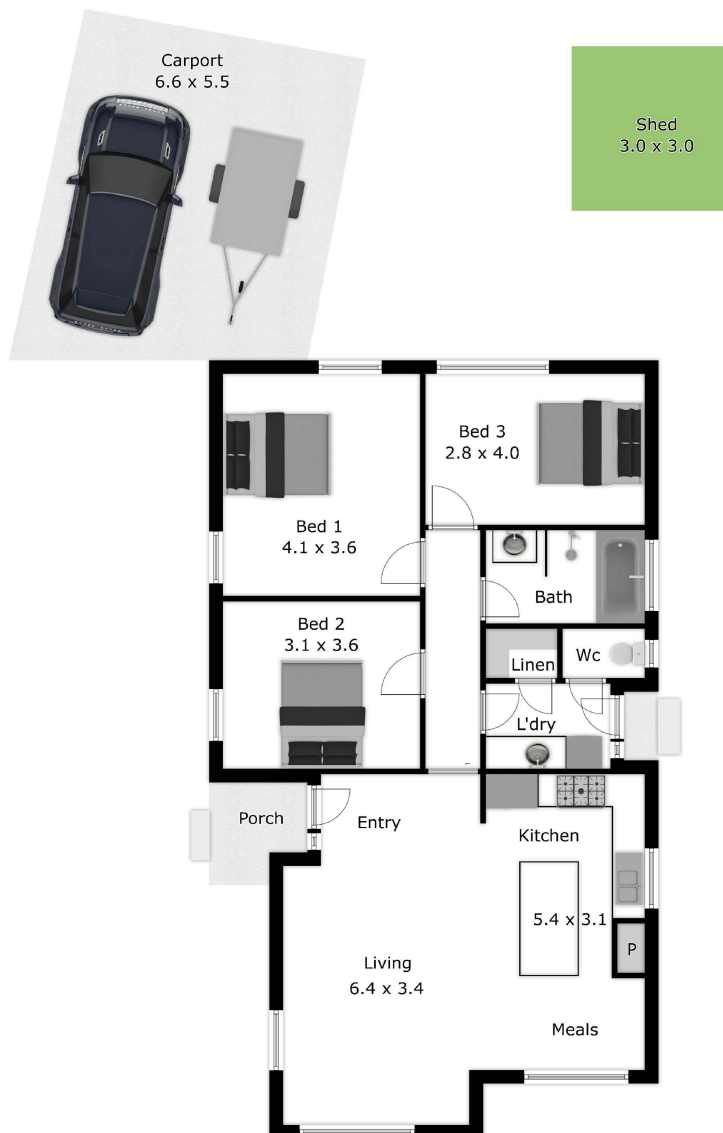 Carport
6.6 x 5.5
Shed
3.0 x 3.0
Bed 3
2.8 x 4.0
Bed 1
4.1 x 3.6
Bath
Bed 2
3.1 x 3.6
Linen
Wc
L'dry
Porch
Entry
Kitchen
5.4 x 3.1
P
Living
6.4 x 3.4
Meals